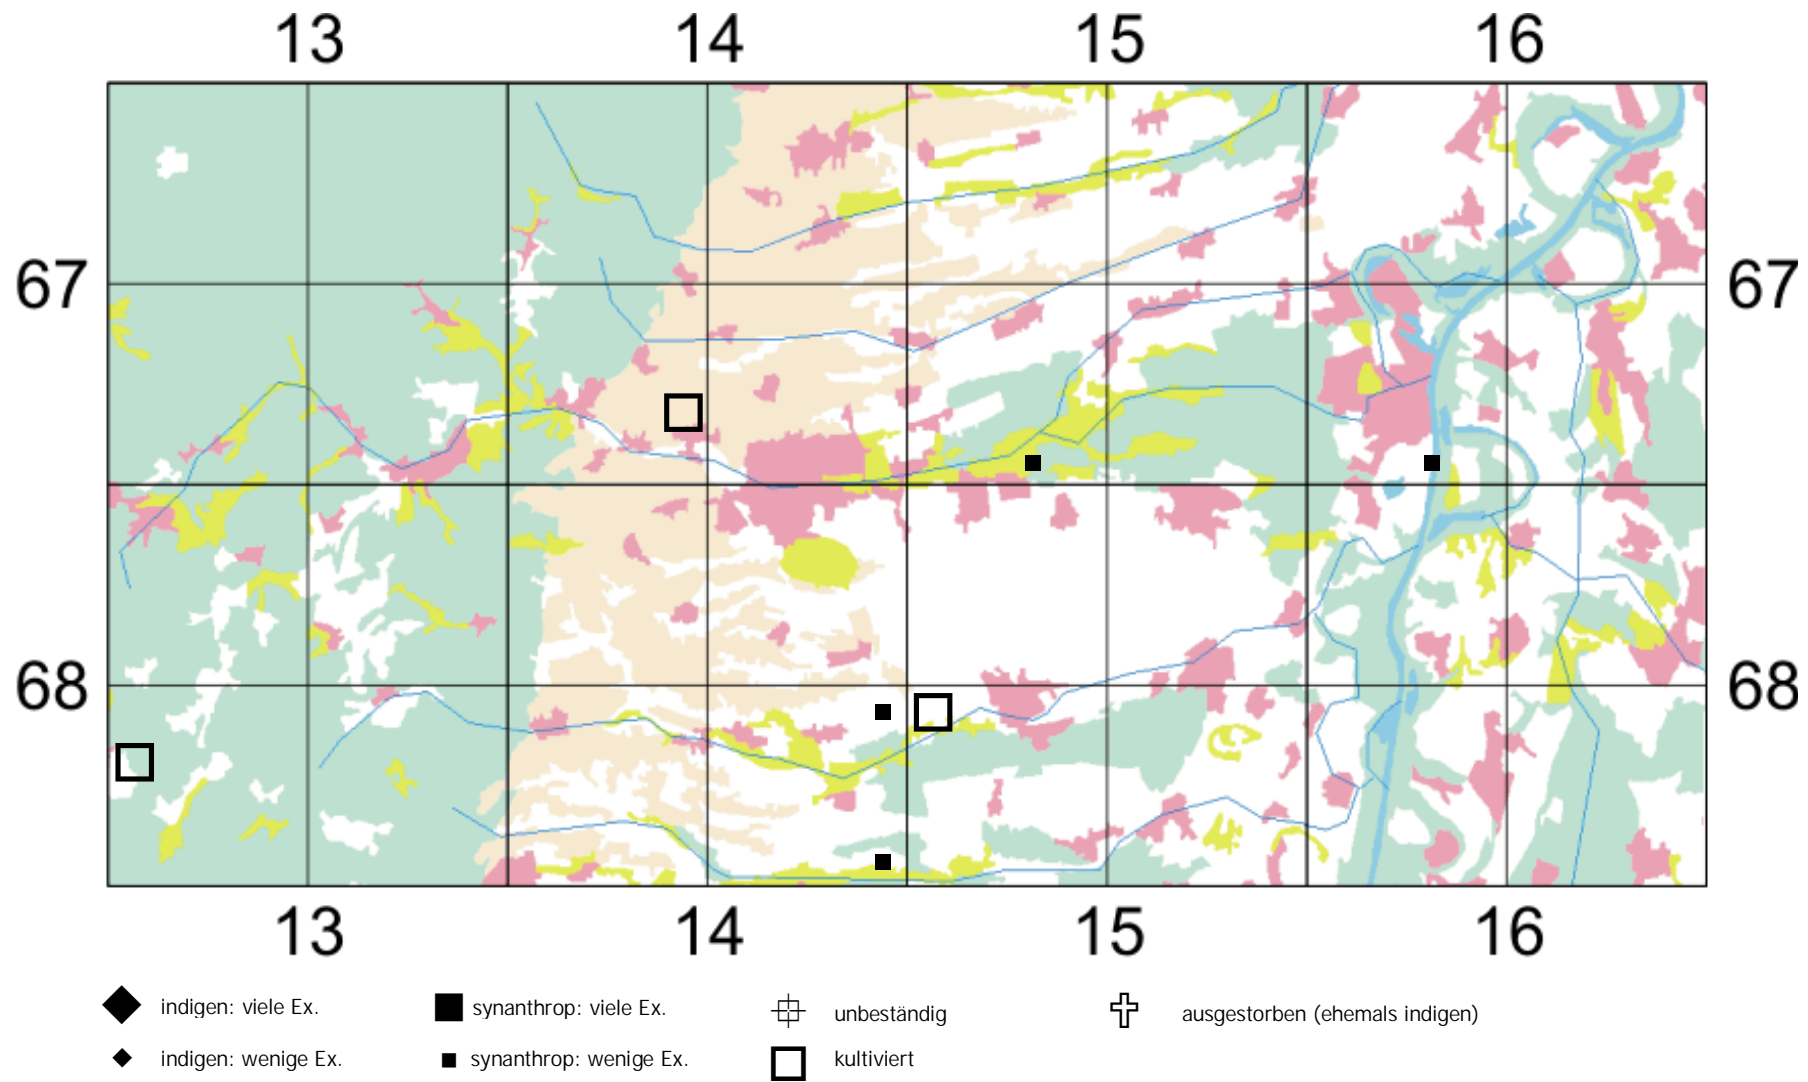 13 14 15 16
67 67
68 68
13 14 15 16
indigen: viele Ex. synanthrop: viele Ex. unbeständig ausgestorben (ehemals indigen)
indigen: wenige Ex. synanthrop: wenige Ex. kultiviert